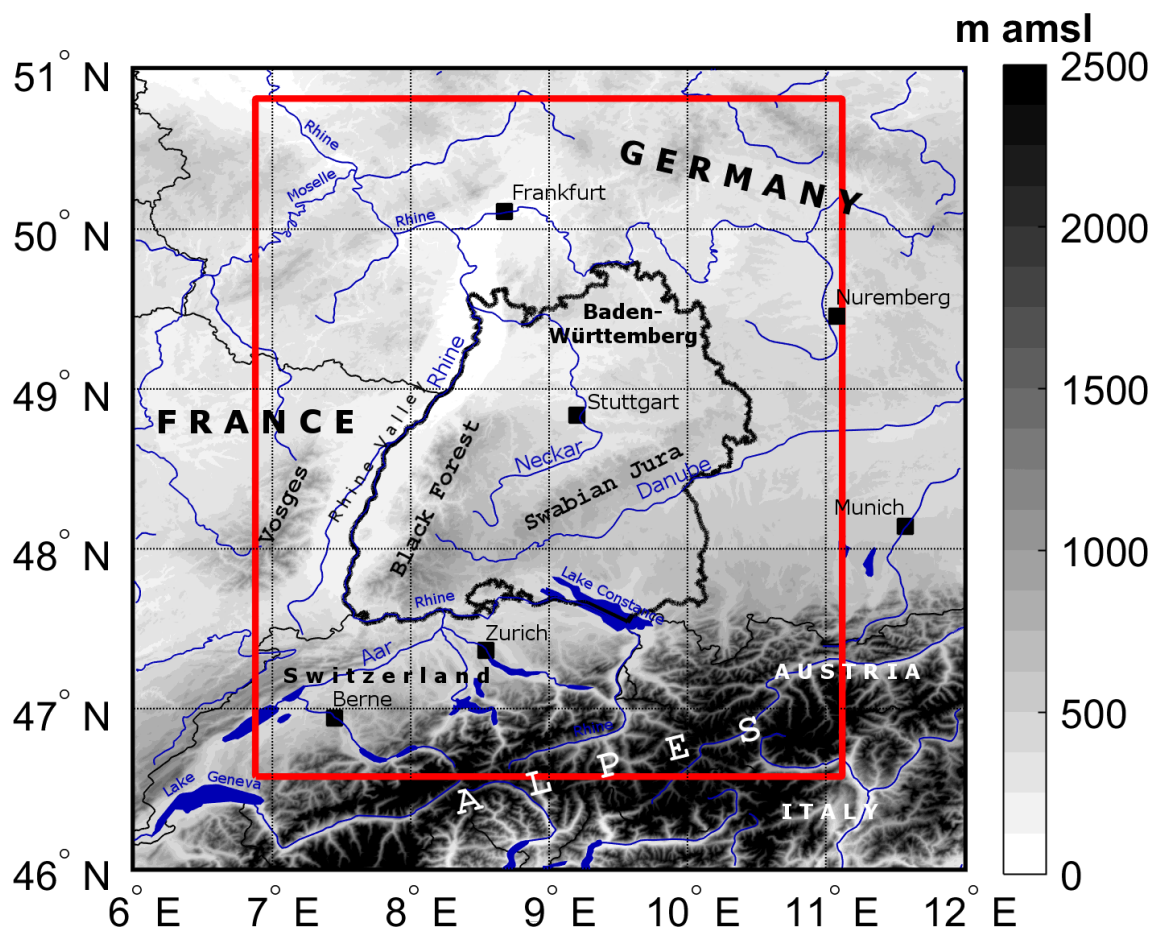 m amsl
51° N
50° N
49° N
48° N
47° N
46° N
6° E
7° E
8° E
9° E
10° E
11° E
12° E
2500
2000
1500
1000
500
0
Rhine
Moselle
Rhine
Frankfurt
GERMANY
Nuremberg
Baden-
Württemberg
Rhine
FRANCE
Rhine Valle
Stuttgart
Neckar
Black Forest
Vosges
Swabian Jura
Danube
Munich
Lake Constance
Rhine
Zurich
Aar
Switzerland
Berne
AUSTRIA
Rhine
ALPES
Lake Geneva
ITALY